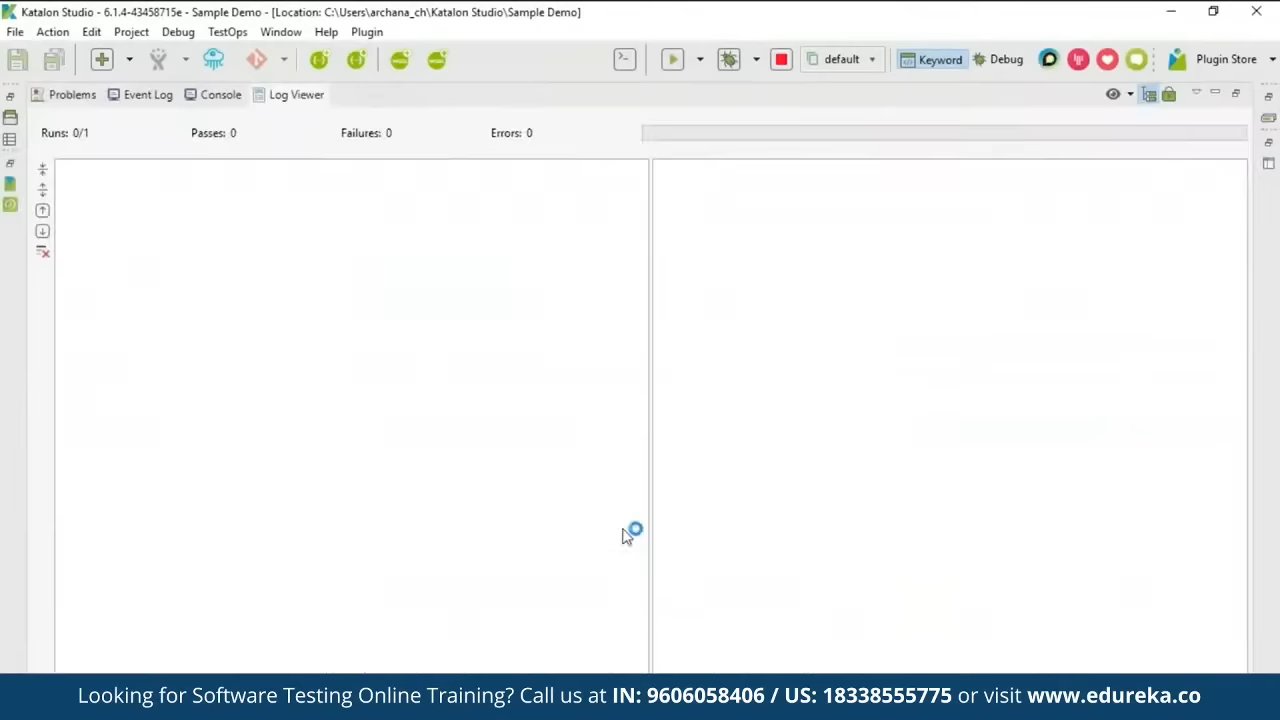 Katalon Studio - 6.1.4-43458715e - Sample Demo - [Location: C:\Users\archana_ch\Katalon Studio\Sample Demo]
File Action Edit Project Debug TestOps Window Help Plugin
default Keyword Debug Plugin Store
Problems Event Log Console Log Viewer
Runs: 0/1 Passes: 0 Failures: 0 Errors: 0
Looking for Software Testing Online Training? Call us at IN: 9606058406 / US: 18338555775 or visit www.edureka.co